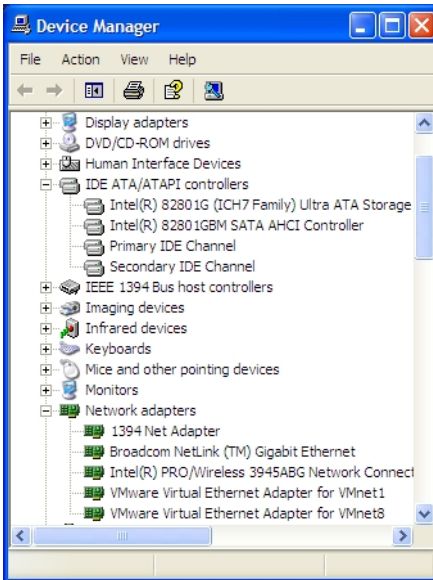 Device Manager
File Action View Help
Display adapters
DVD/CD-ROM drives
Human Interface Devices
IDE ATA/ATAPI controllers
Intel(R) 82801G (ICH7 Family) Ultra ATA Storage
Intel(R) 82801GBM SATA AHCI Controller
Primary IDE Channel
Secondary IDE Channel
IEEE 1394 Bus host controllers
Imaging devices
Infrared devices
Keyboards
Mice and other pointing devices
Monitors
Network adapters
1394 Net Adapter
Broadcom NetLink (TM) Gigabit Ethernet
Intel(R) PRO/Wireless 3945ABG Network Connect
VMware Virtual Ethernet Adapter for VMnet1
VMware Virtual Ethernet Adapter for VMnet8